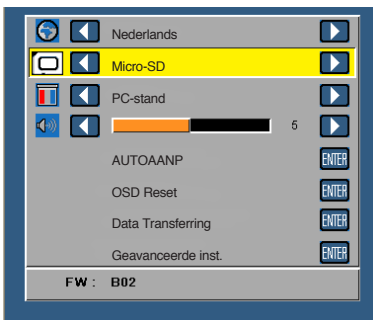 Nederlands
Micro-SD
PC-stand
5
AUTOAANP
ENTER
OSD Reset
ENTER
Data Transferring
ENTER
Geavanceerde inst.
ENTER
FW : B02